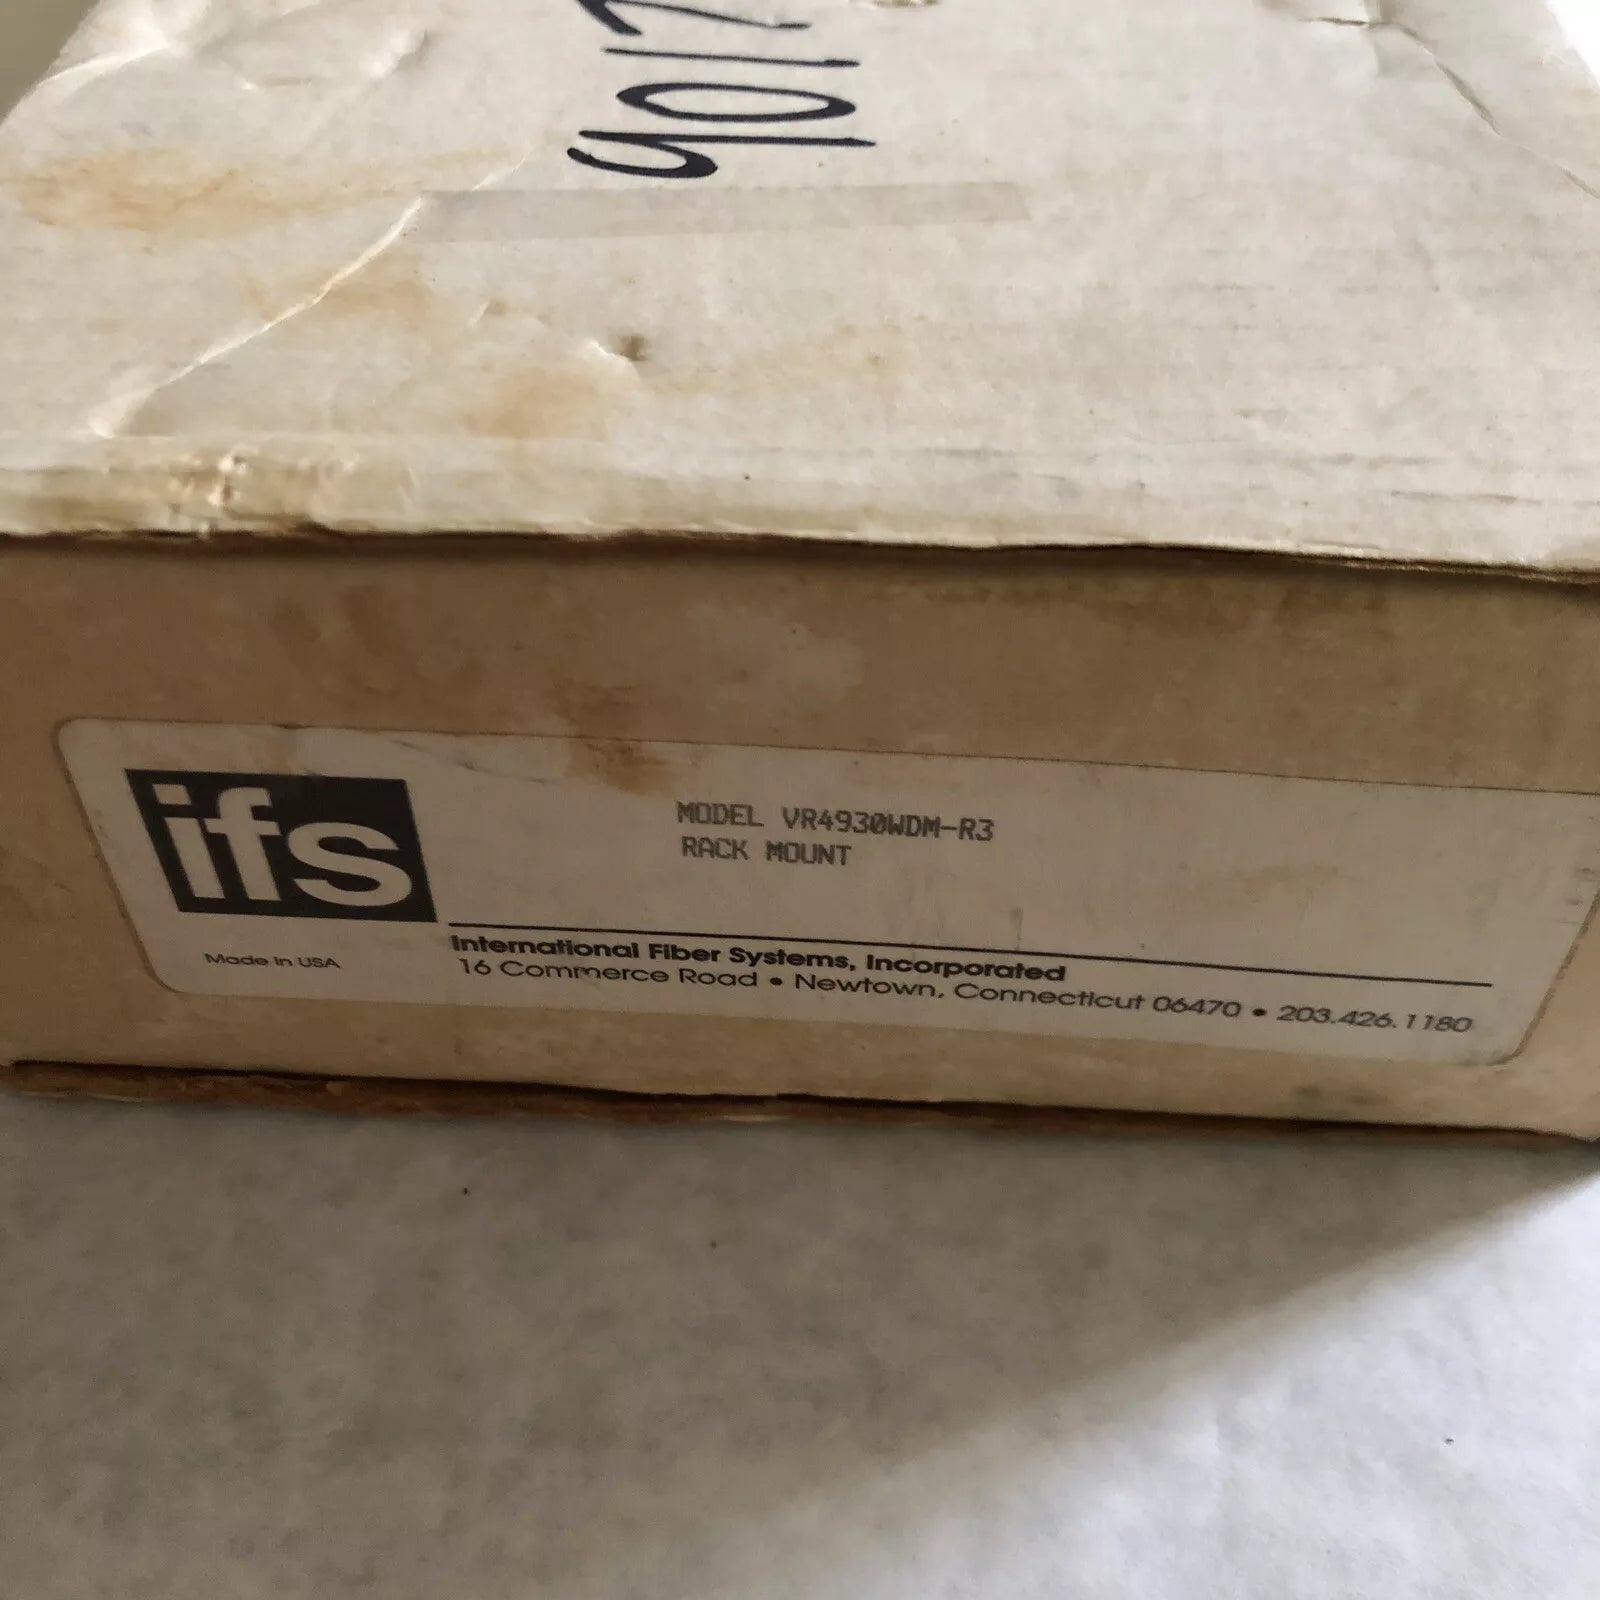 ifs
MODEL VR4930WDM-R3
RACK MOUNT
International Fiber Systems, Incorporated
Made in USA
16 Commerce Road • Newtown, Connecticut 06470 • 203.426.1180